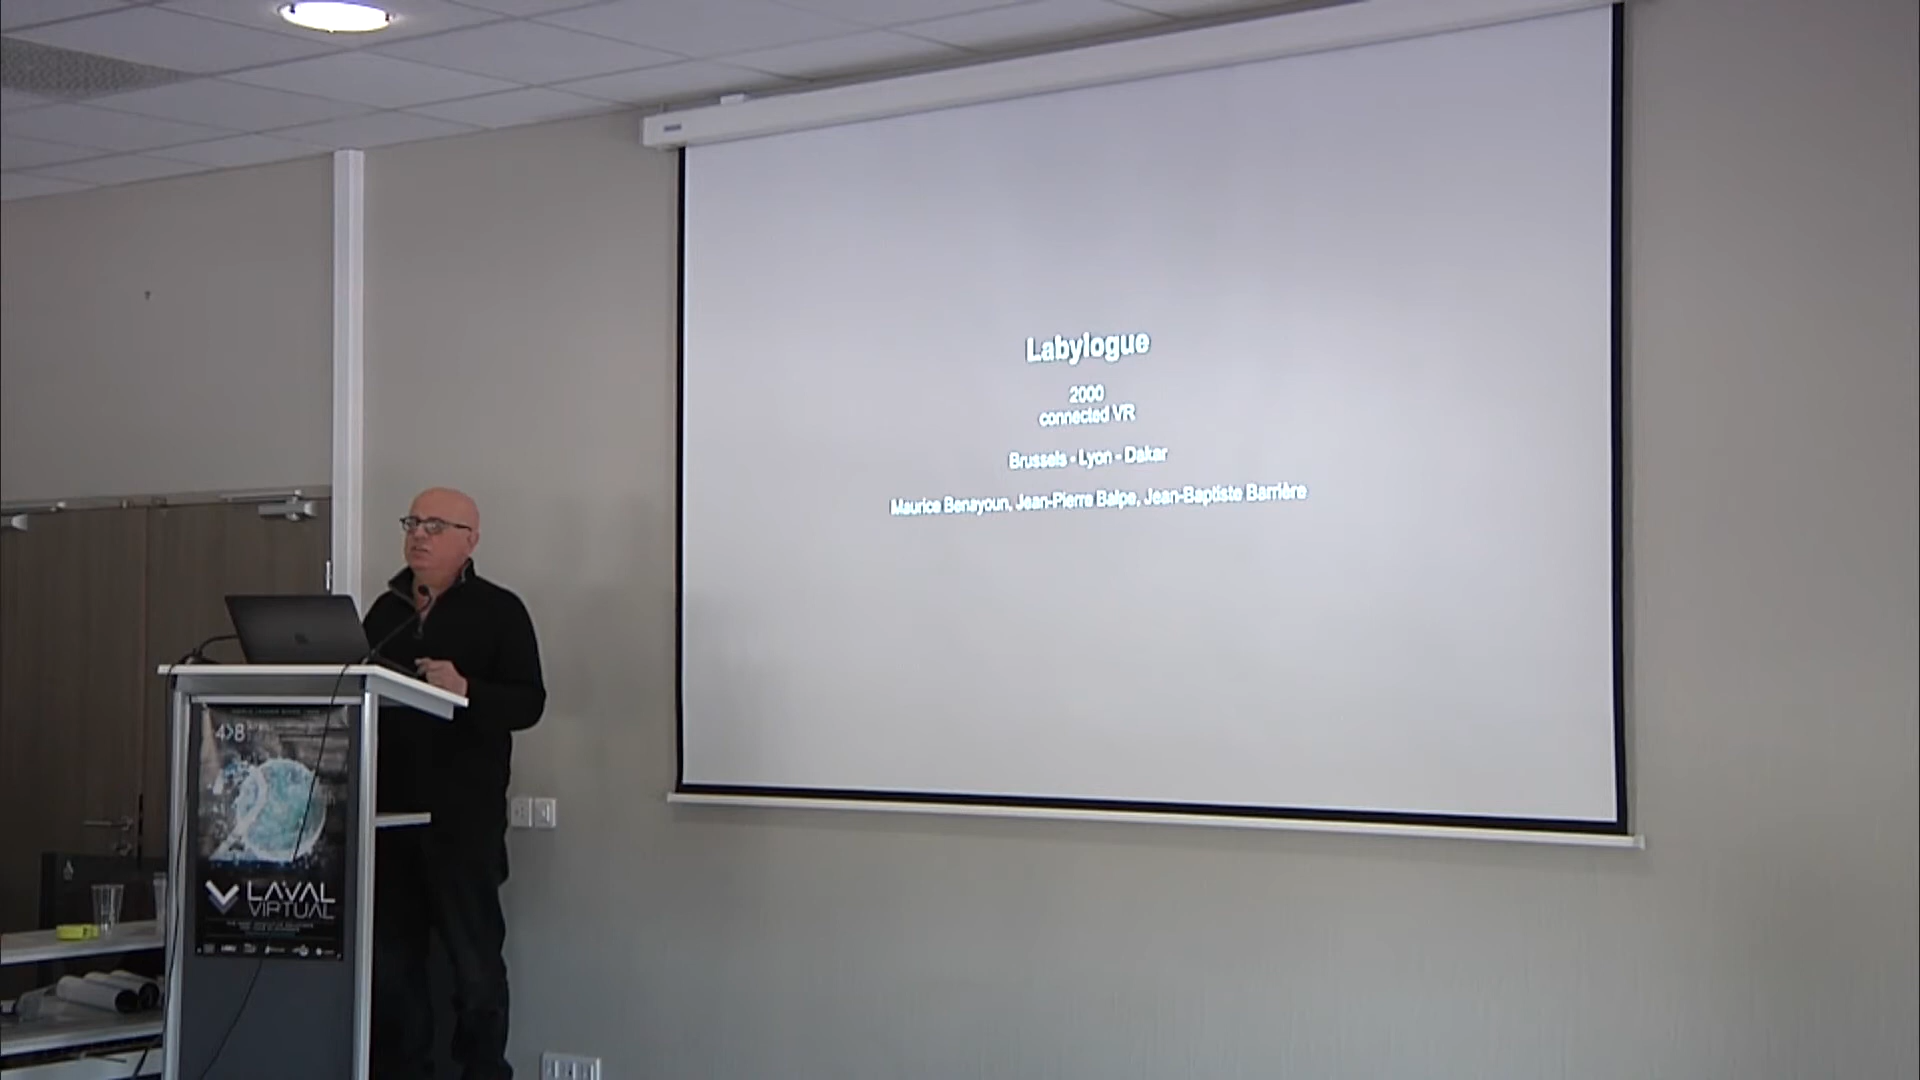 Labylogue
2000
connected VR
Brussels - Lyon - Dakar
Maurice Benayoun, Jean-Pierre Balpe, Jean-Baptiste Barrière
4>8
LAVAL
VIRTUAL